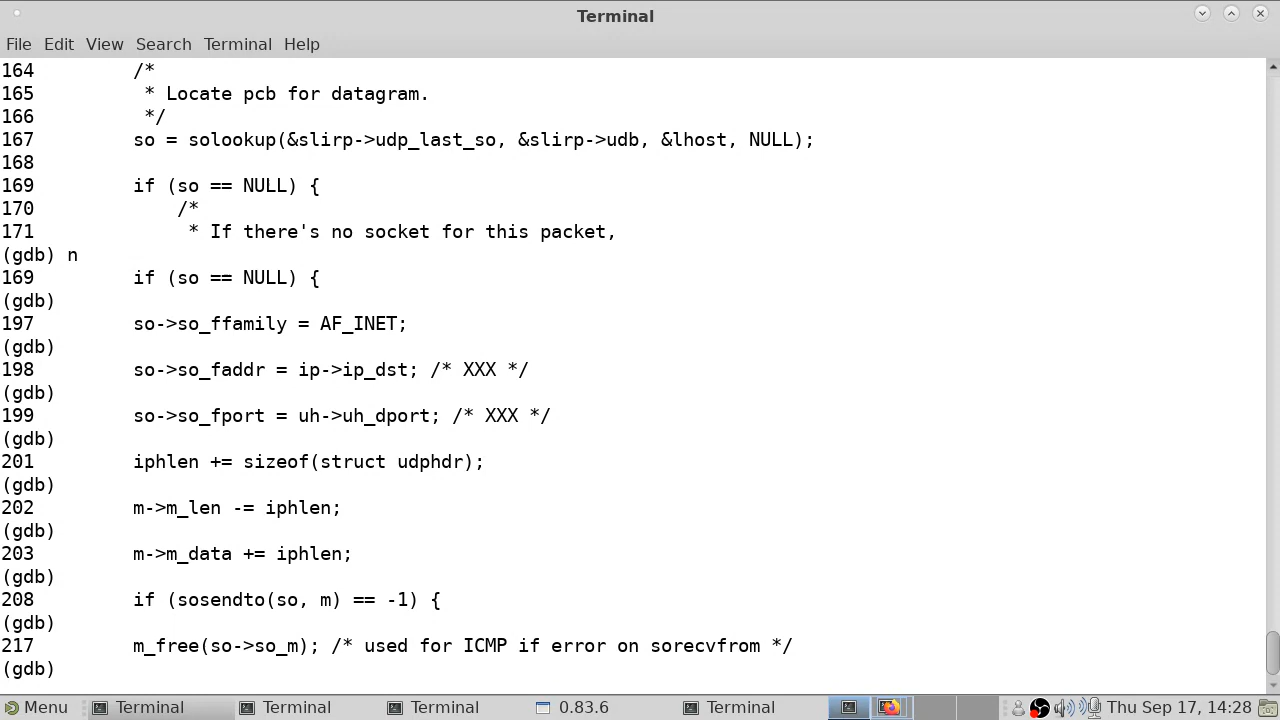 Terminal
File Edit View Search Terminal Help
164         /*
165          * Locate pcb for datagram.
166          */
167         so = solookup(&slirp->udp_last_so, &slirp->udb, &lhost, NULL);
168
169         if (so == NULL) {
170             /*
171              * If there's no socket for this packet,
(gdb) n
169         if (so == NULL) {
(gdb)
197         so->so_ffamily = AF_INET;
(gdb)
198         so->so_faddr = ip->ip_dst; /* XXX */
(gdb)
199         so->so_fport = uh->uh_dport; /* XXX */
(gdb)
201         iphlen += sizeof(struct udphdr);
(gdb)
202         m->m_len -= iphlen;
(gdb)
203         m->m_data += iphlen;
(gdb)
208         if (sosendto(so, m) == -1) {
(gdb)
217         m_free(so->so_m); /* used for ICMP if error on sorecvfrom */
(gdb)
Menu Terminal Terminal Terminal 0.83.6 Terminal Thu Sep 17, 14:28